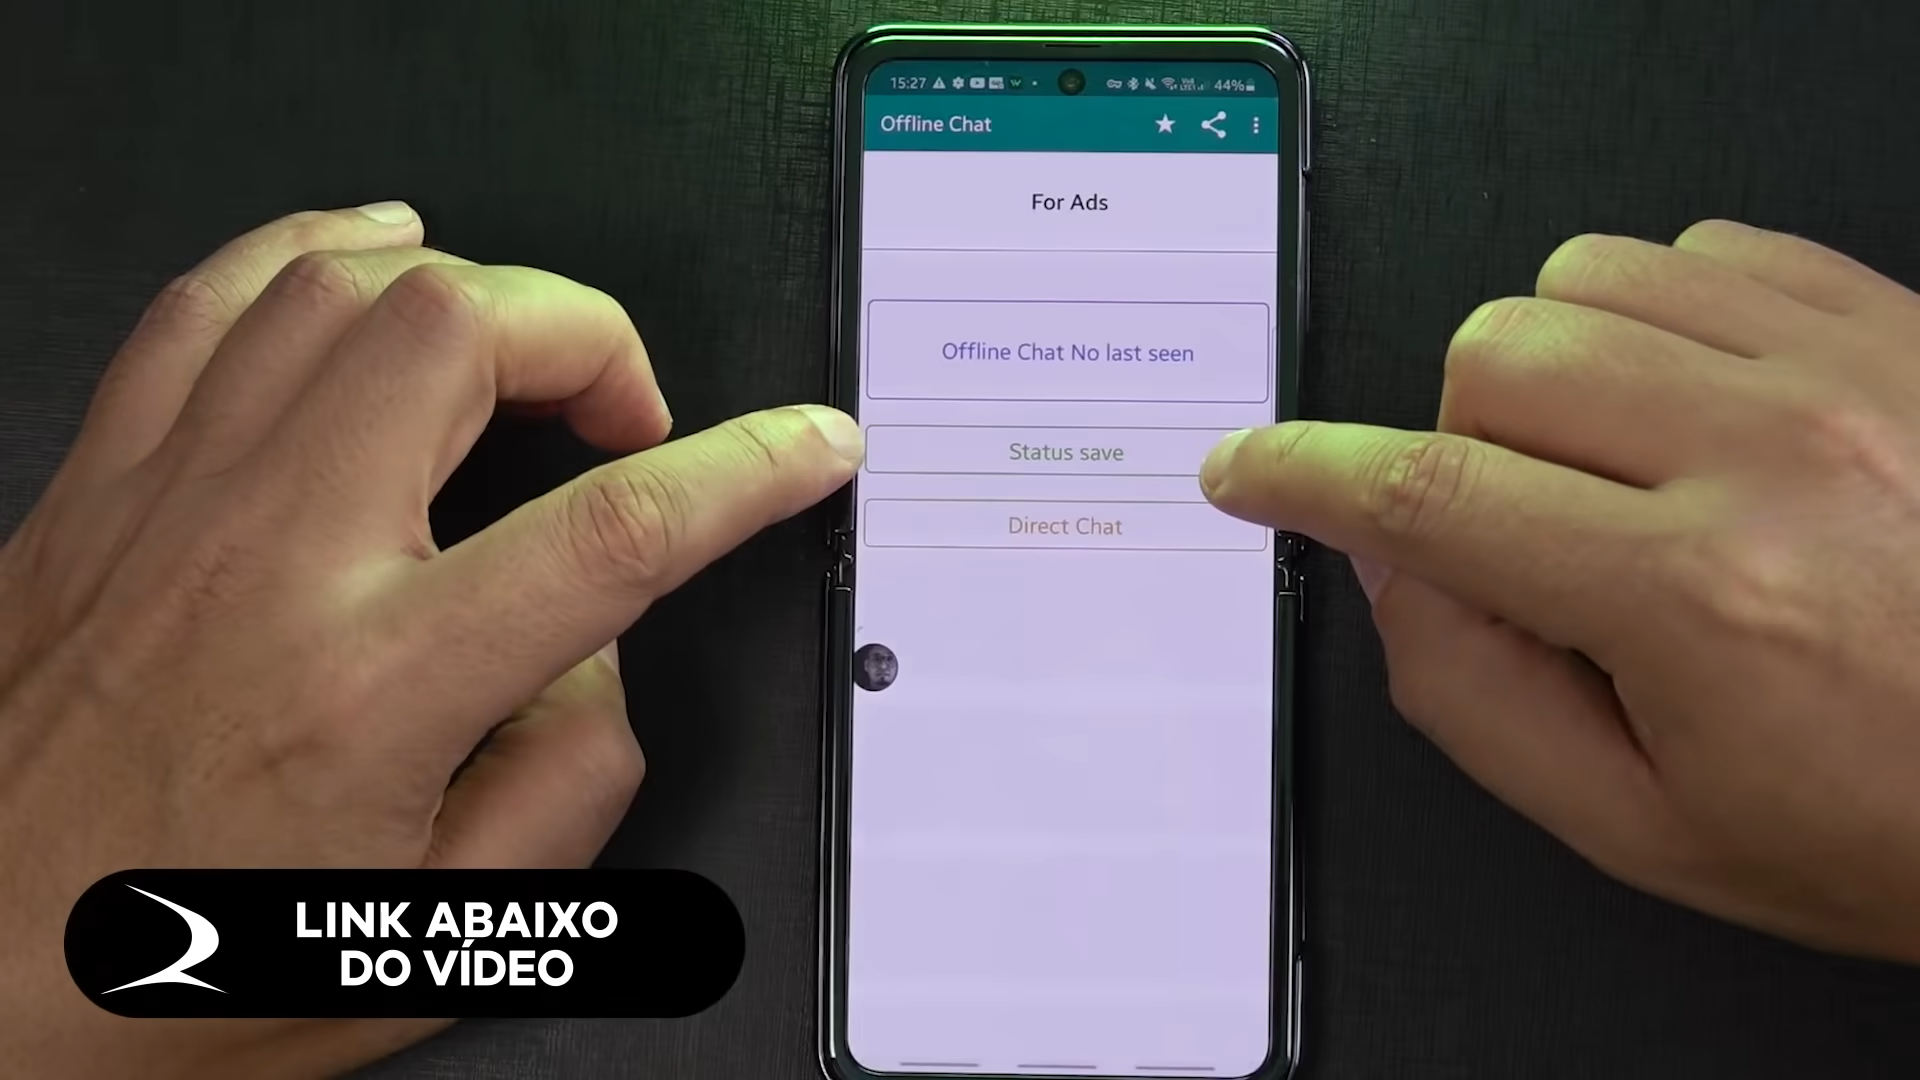 15:27
44%
Offline Chat
For Ads
Offline Chat No last seen
Status save
Direct Chat
LINK ABAIXO
DO VÍDEO